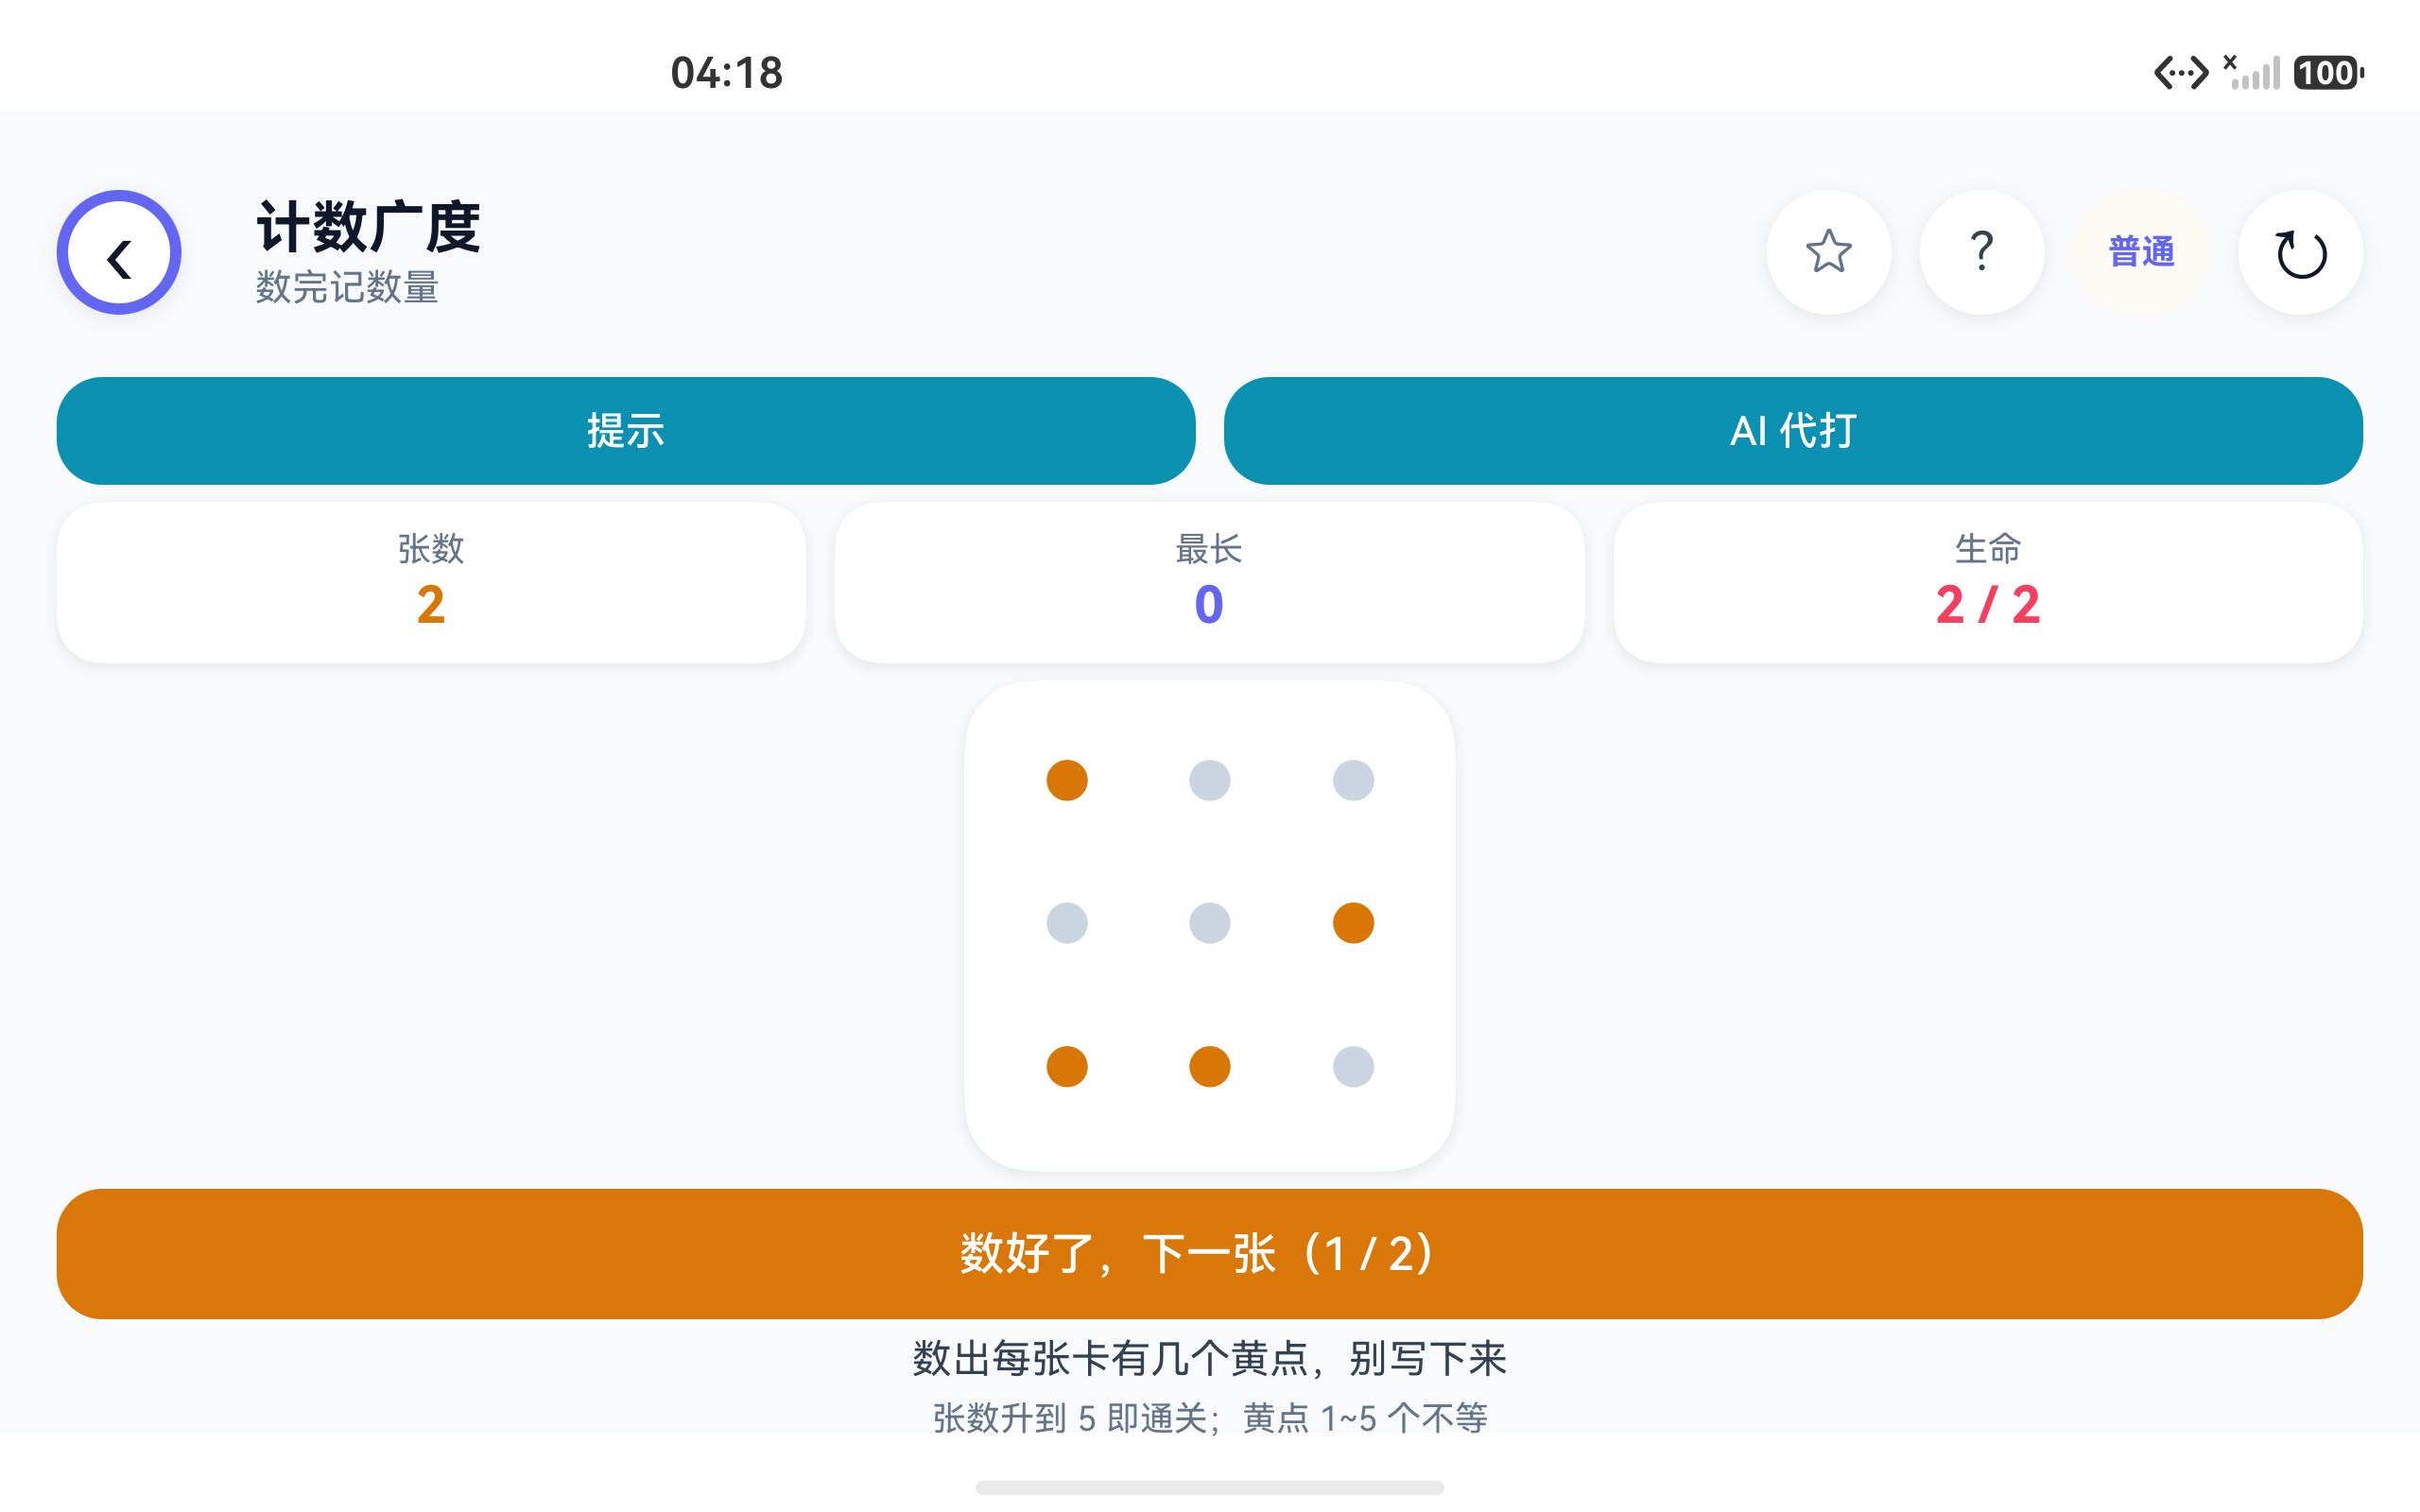 04:18
100
计数广度
数完记数量
?
普通
提示
AI 代打
张数
2
最长
0
生命
2 / 2
数好了，下一张（1 / 2）
数出每张卡有几个黄点，别写下来
张数升到 5 即通关；黄点 1~5 个不等